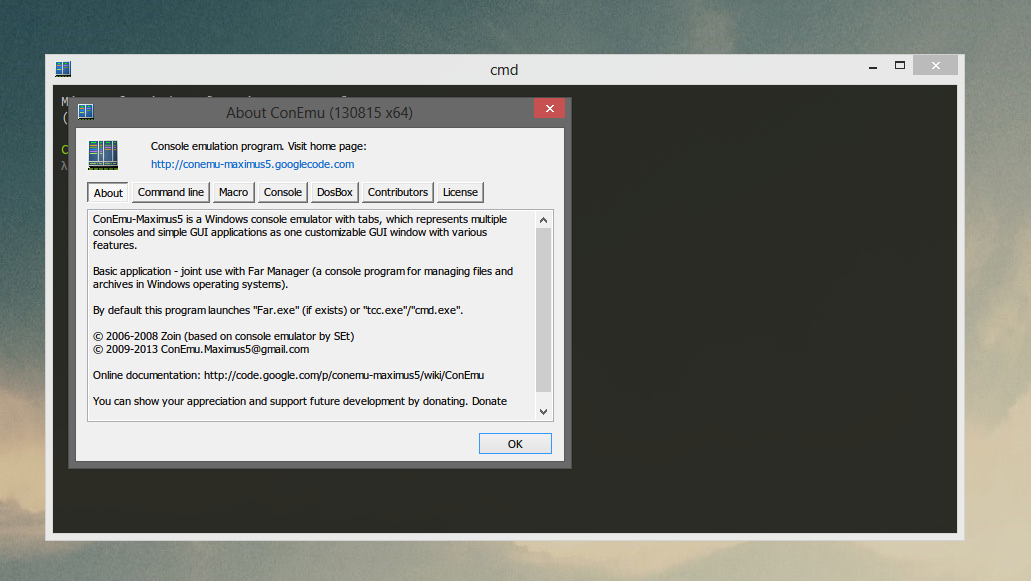 cmd
About ConEmu (130815 x64)
Console emulation program. Visit home page:
http://conemu-maximus5.googlecode.com
About Command line Macro Console DosBox Contributors License
ConEmu-Maximus5 is a Windows console emulator with tabs, which represents multiple
consoles and simple GUI applications as one customizable GUI window with various
features.
Basic application - joint use with Far Manager (a console program for managing files and
archives in Windows operating systems).
By default this program launches "Far.exe" (if exists) or "tcc.exe"/"cmd.exe".
© 2006-2008 Zoin (based on console emulator by SEt)
© 2009-2013 ConEmu.Maximus5@gmail.com
Online documentation: http://code.google.com/p/conemu-maximus5/wiki/ConEmu
You can show your appreciation and support future development by donating. Donate
OK
λ